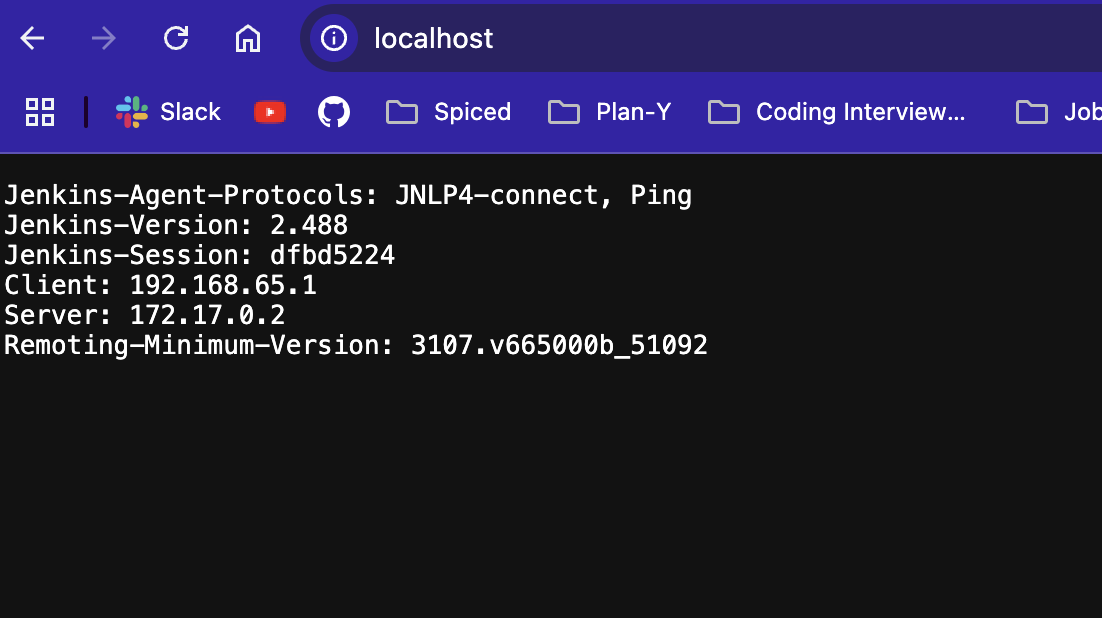 localhost
Slack Spiced Plan-Y Coding Interview... Job
Jenkins-Agent-Protocols: JNLP4-connect, Ping
Jenkins-Version: 2.488
Jenkins-Session: dfbd5224
Client: 192.168.65.1
Server: 172.17.0.2
Remoting-Minimum-Version: 3107.v665000b_51092